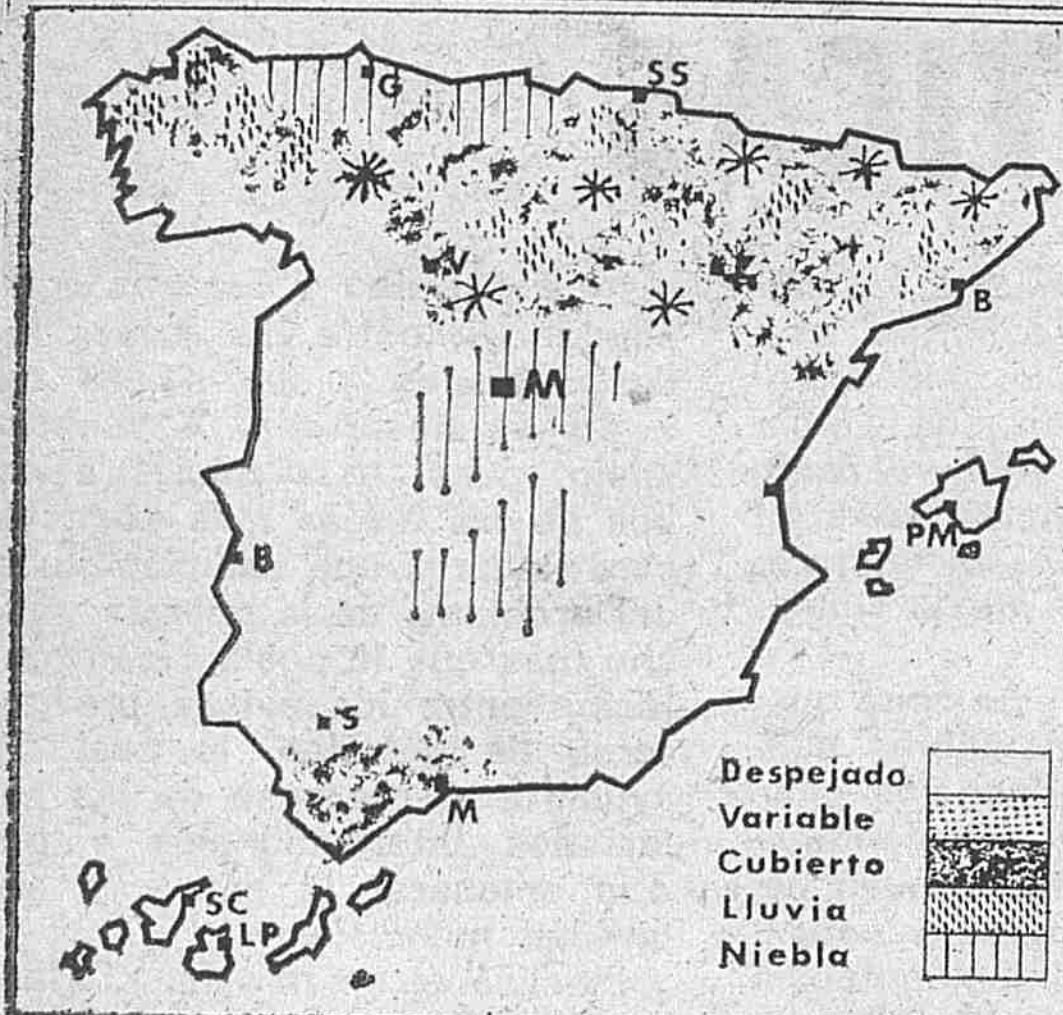 C
G
SS
V
Z
B
M
B
PM
S
M
SC
LP
Despejado
Variable
Cubierto
Lluvia
Niebla